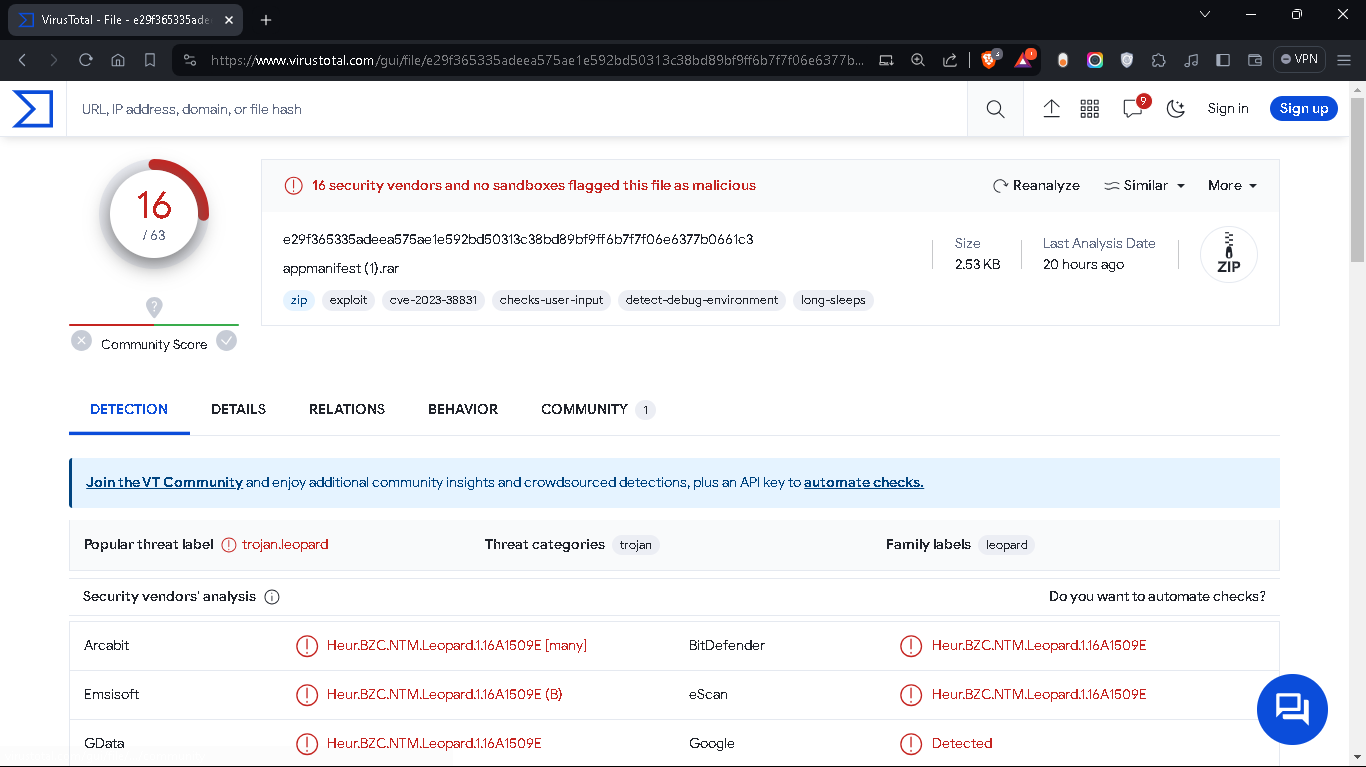 VirusTotal - File - e29f365335ade
https://www.virustotal.com/gui/file/e29f365335adeea575ae1e592bd50313c38bd89bf9ff6b7f7f06e6377b...
3
1
VPN
URL, IP address, domain, or file hash
9
Sign in
Sign up
16
/ 63
Community Score
16 security vendors and no sandboxes flagged this file as malicious
Reanalyze
Similar
More
e29f365335adeea575ae1e592bd50313c38bd89bf9ff6b7f7f06e6377b0661c3
appmanifest (1).rar
zip
exploit
cve-2023-38831
checks-user-input
detect-debug-environment
long-sleeps
Size
2.53 KB
Last Analysis Date
20 hours ago
ZIP
DETECTION
DETAILS
RELATIONS
BEHAVIOR
COMMUNITY 1
Join the VT Community and enjoy additional community insights and crowdsourced detections, plus an API key to automate checks.
Popular threat label trojan.leopard
Threat categories trojan
Family labels leopard
Security vendors' analysis
Do you want to automate checks?
Arcabit Heur.BZC.NTM.Leopard.1.16A1509E [many]
BitDefender Heur.BZC.NTM.Leopard.1.16A1509E
Emsisoft Heur.BZC.NTM.Leopard.1.16A1509E (B)
eScan Heur.BZC.NTM.Leopard.1.16A1509E
GData Heur.BZC.NTM.Leopard.1.16A1509E
Google Detected